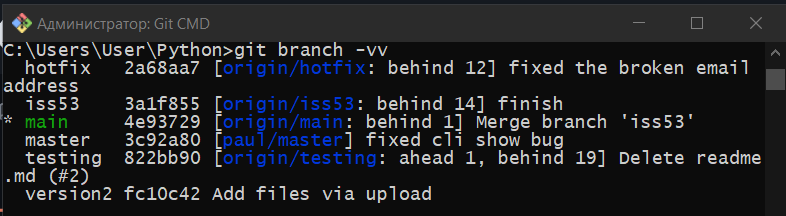 Администратор: Git CMD
C:\Users\User\Python>git branch -vv
  hotfix   2a68aa7 [origin/hotfix: behind 12] fixed the broken email
address
  iss53    3a1f855 [origin/iss53: behind 14] finish
* main     4e93729 [origin/main: behind 1] Merge branch 'iss53'
  master   3c92a80 [paul/master] fixed cli show bug
  testing  822bb90 [origin/testing: ahead 1, behind 19] Delete readme
.md (#2)
  version2 fc10c42 Add files via upload